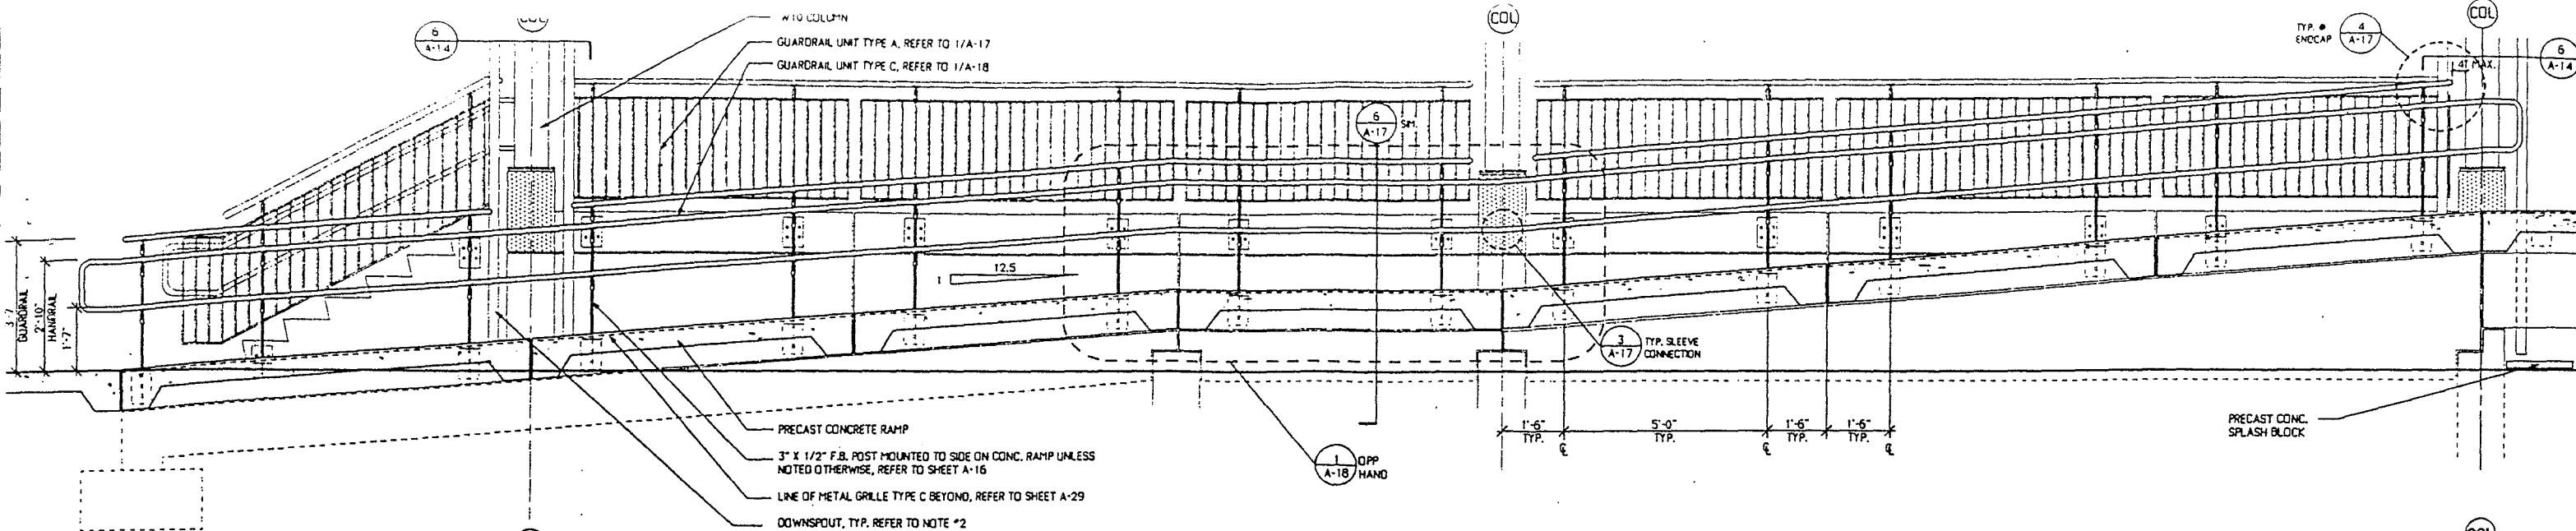 W10 COLUMN
GUARDRAIL UNIT TYPE A, REFER TO 1/A-17
GUARDRAIL UNIT TYPE C, REFER TO 1/A-18
6
A-14
COL
COL
COL
TYP. @
ENDCAP
4
A-17
4" MAX.
6
A-14
6
A-17
SIM.
12.5
1
3'-7"
GUARDRAIL
2'-10"
HANDRAIL
1'-7"
3
A-17
TYP. SLEEVE
CONNECTION
1'-6"
TYP.
5'-0"
TYP.
1'-6"
TYP.
1'-6"
TYP.
1
A-18
OPP
HAND
PRECAST CONC.
SPLASH BLOCK
PRECAST CONCRETE RAMP
3" X 1/2" F.B. POST MOUNTED TO SIDE ON CONC. RAMP UNLESS
NOTED OTHERWISE, REFER TO SHEET A-16
LINE OF METAL GRILLE TYPE C BEYOND, REFER TO SHEET A-29
DOWNSPOUT, TYP. REFER TO NOTE #2
COL